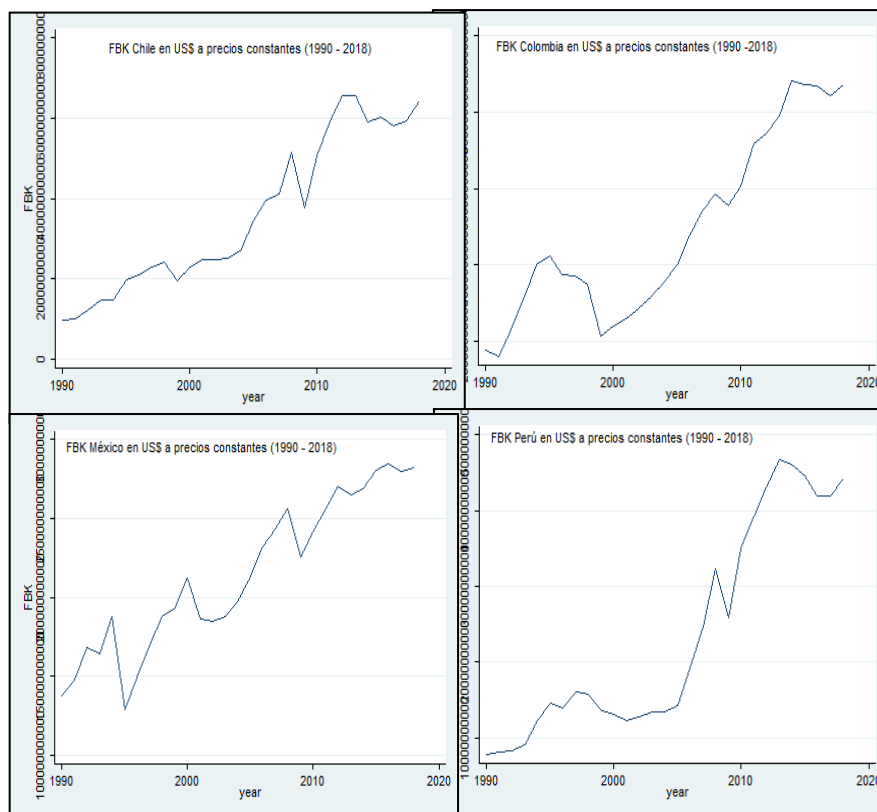 FBK Chile en US$ a precios constantes (1990 - 2018)
FBK
0
1990
2000
2010
2020
year
FBK Colombia en US$ a precios constantes (1990 -2018)
1990
2000
2010
2020
year
FBK México en US$ a precios constantes (1990 - 2018)
FBK
1990
2000
2010
2020
year
FBK Perú en US$ a precios constantes (1990 - 2018)
1990
2000
2010
2020
year